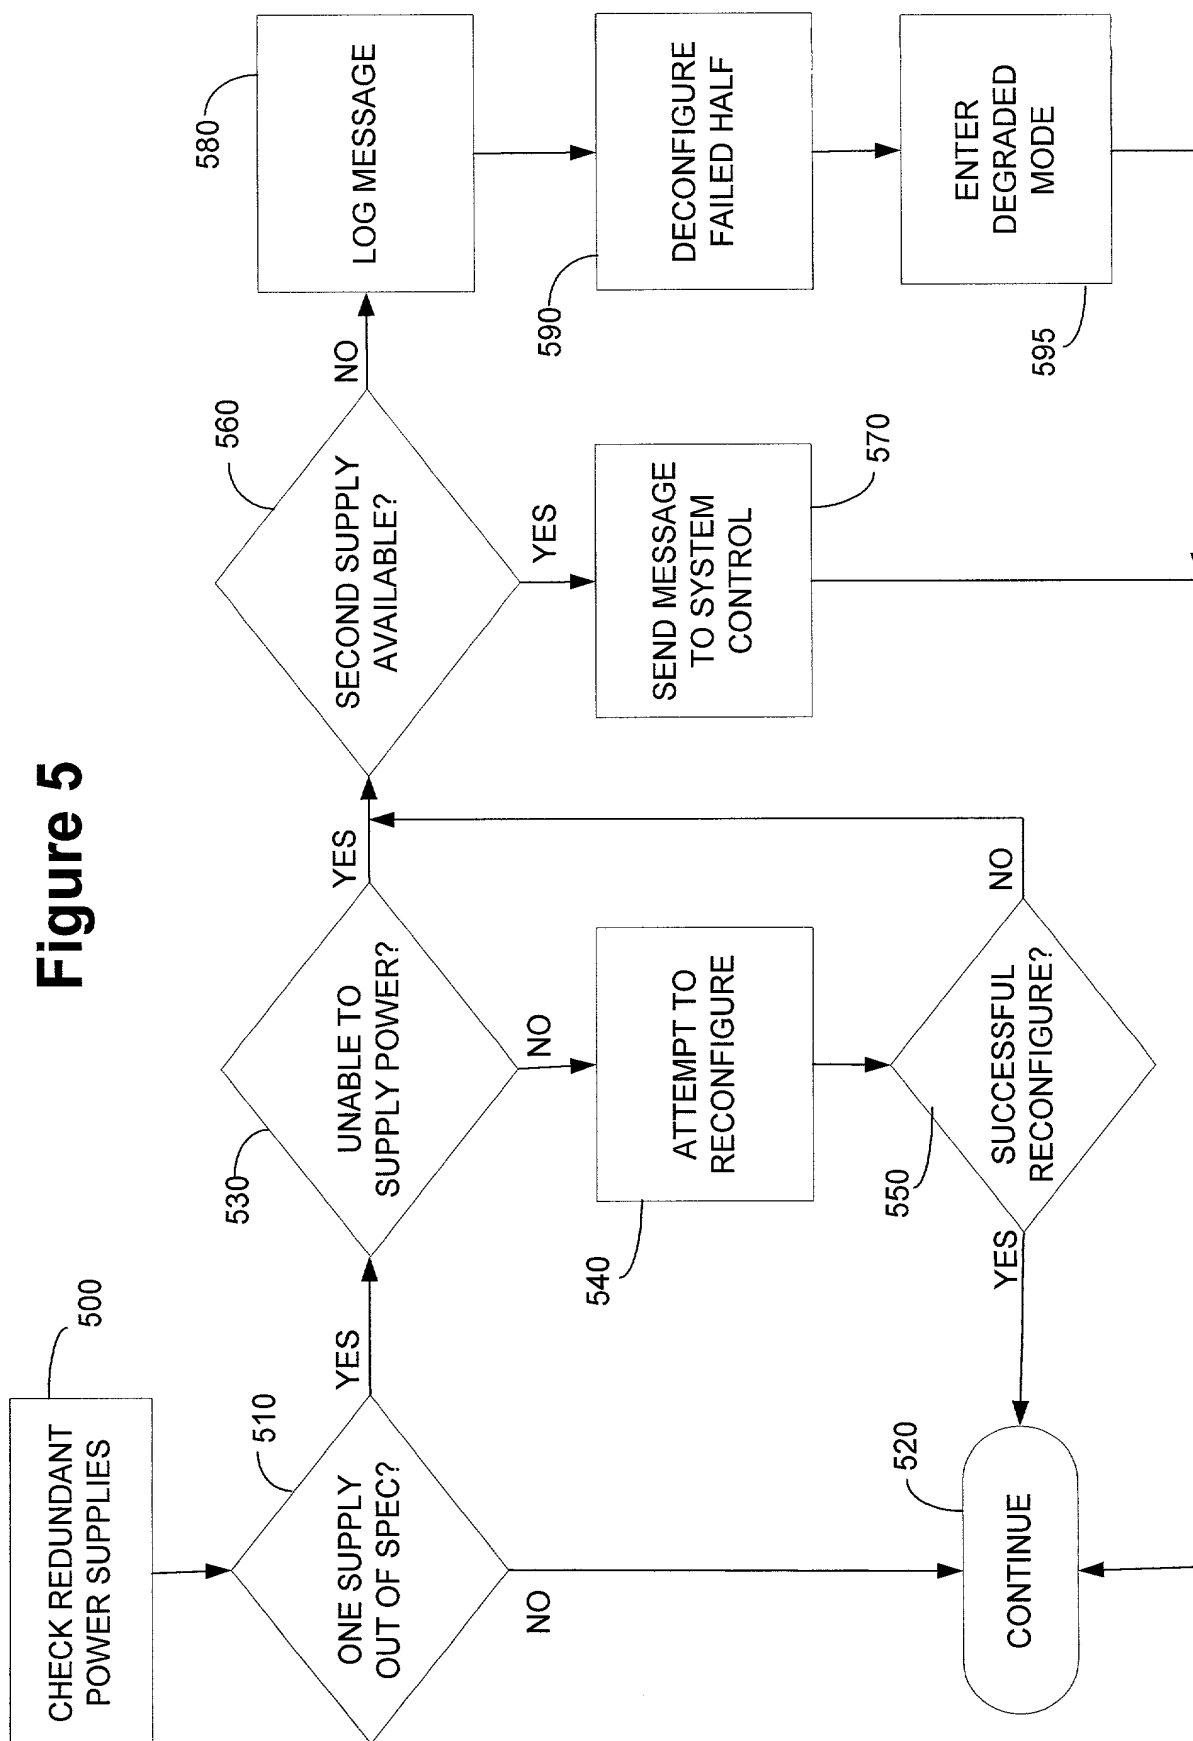 Figure 5
CHECK REDUNDANT
POWER SUPPLIES
500
ONE SUPPLY
OUT OF SPEC?
510
YES
NO
CONTINUE
520
UNABLE TO
SUPPLY POWER?
530
YES
NO
ATTEMPT TO
RECONFIGURE
540
SUCCESSFUL
RECONFIGURE?
550
YES
NO
SECOND SUPPLY
AVAILABLE?
560
YES
NO
SEND MESSAGE
TO SYSTEM
CONTROL
570
LOG MESSAGE
580
DECONFIGURE
FAILED HALF
590
ENTER
DEGRADED
MODE
595